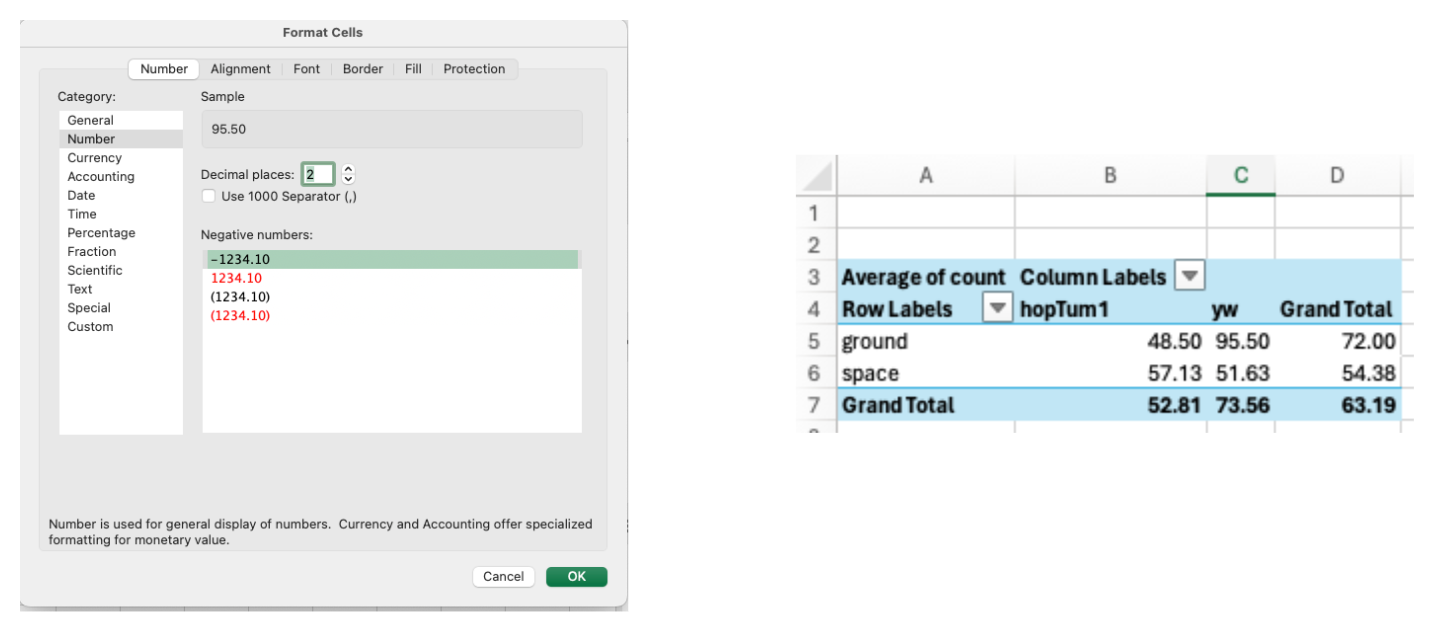 Format Cells
Number Alignment Font Border Fill Protection
Category:
General
Number
Currency
Accounting
Date
Time
Percentage
Fraction
Scientific
Text
Special
Custom
Sample
95.50
Decimal places: 2
Use 1000 Separator (,)
Negative numbers:
-1234.10
1234.10
(1234.10)
(1234.10)
Number is used for general display of numbers. Currency and Accounting offer specialized
formatting for monetary value.
Cancel OK
A B C D
1
2
3 Average of count Column Labels
4 Row Labels hopTum1 yw Grand Total
5 ground 48.50 95.50 72.00
6 space 57.13 51.63 54.38
7 Grand Total 52.81 73.56 63.19